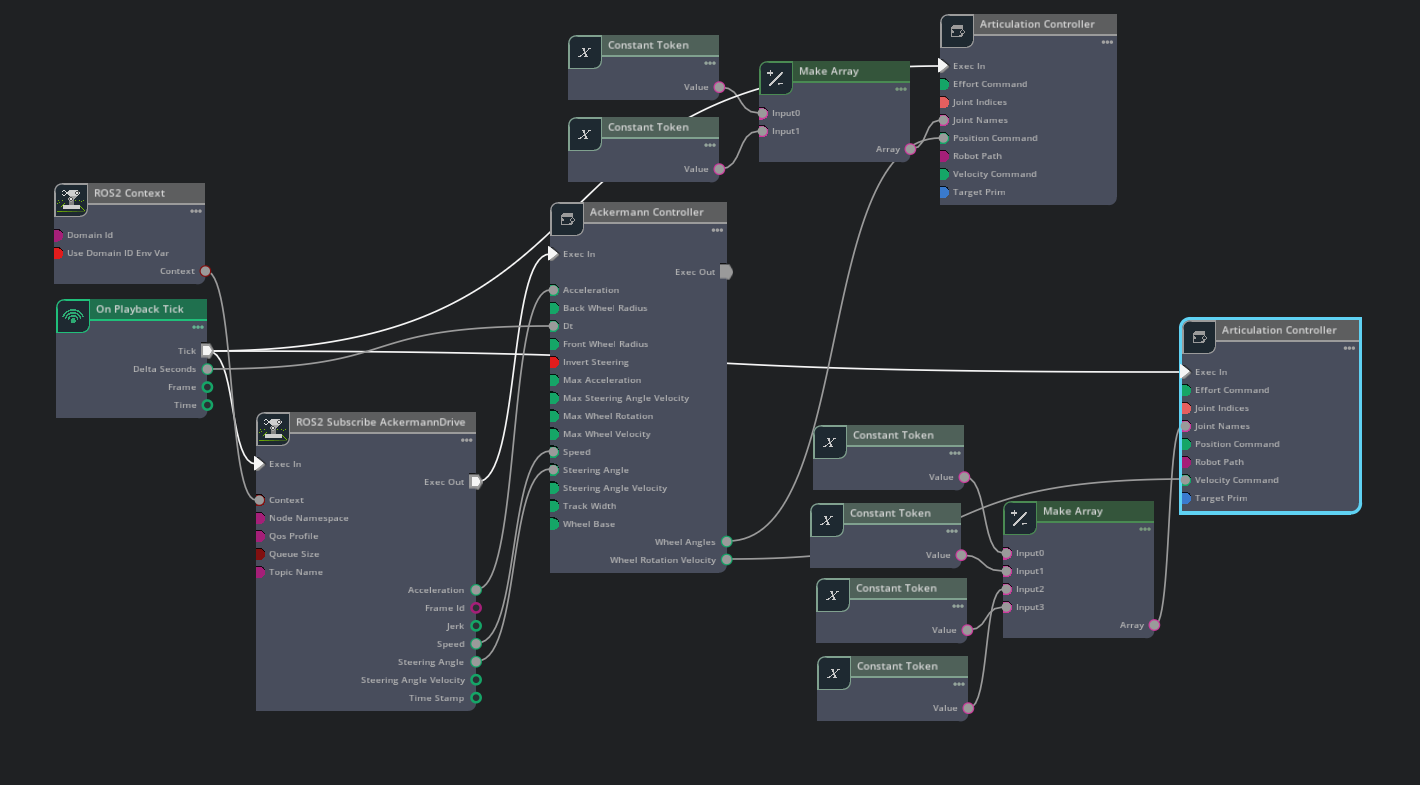 Constant Token
Value
Constant Token
Value
Make Array
Input0
Input1
Array
Articulation Controller
Exec In
Effort Command
Joint Indices
Joint Names
Position Command
Robot Path
Velocity Command
Target Prim
ROS2 Context
Domain Id
Use Domain ID Env Var
Context
On Playback Tick
Tick
Delta Seconds
Frame
Time
ROS2 Subscribe AckermannDrive
Exec In
Exec Out
Context
Node Namespace
Qos Profile
Queue Size
Topic Name
Acceleration
Frame Id
Jerk
Speed
Steering Angle
Steering Angle Velocity
Time Stamp
Ackermann Controller
Exec In
Exec Out
Acceleration
Back Wheel Radius
Dt
Front Wheel Radius
Invert Steering
Max Acceleration
Max Steering Angle Velocity
Max Wheel Rotation
Max Wheel Velocity
Speed
Steering Angle
Steering Angle Velocity
Track Width
Wheel Base
Wheel Angles
Wheel Rotation Velocity
Constant Token
Value
Constant Token
Value
Constant Token
Value
Constant Token
Value
Make Array
Input0
Input1
Input2
Input3
Array
Articulation Controller
Exec In
Effort Command
Joint Indices
Joint Names
Position Command
Robot Path
Velocity Command
Target Prim